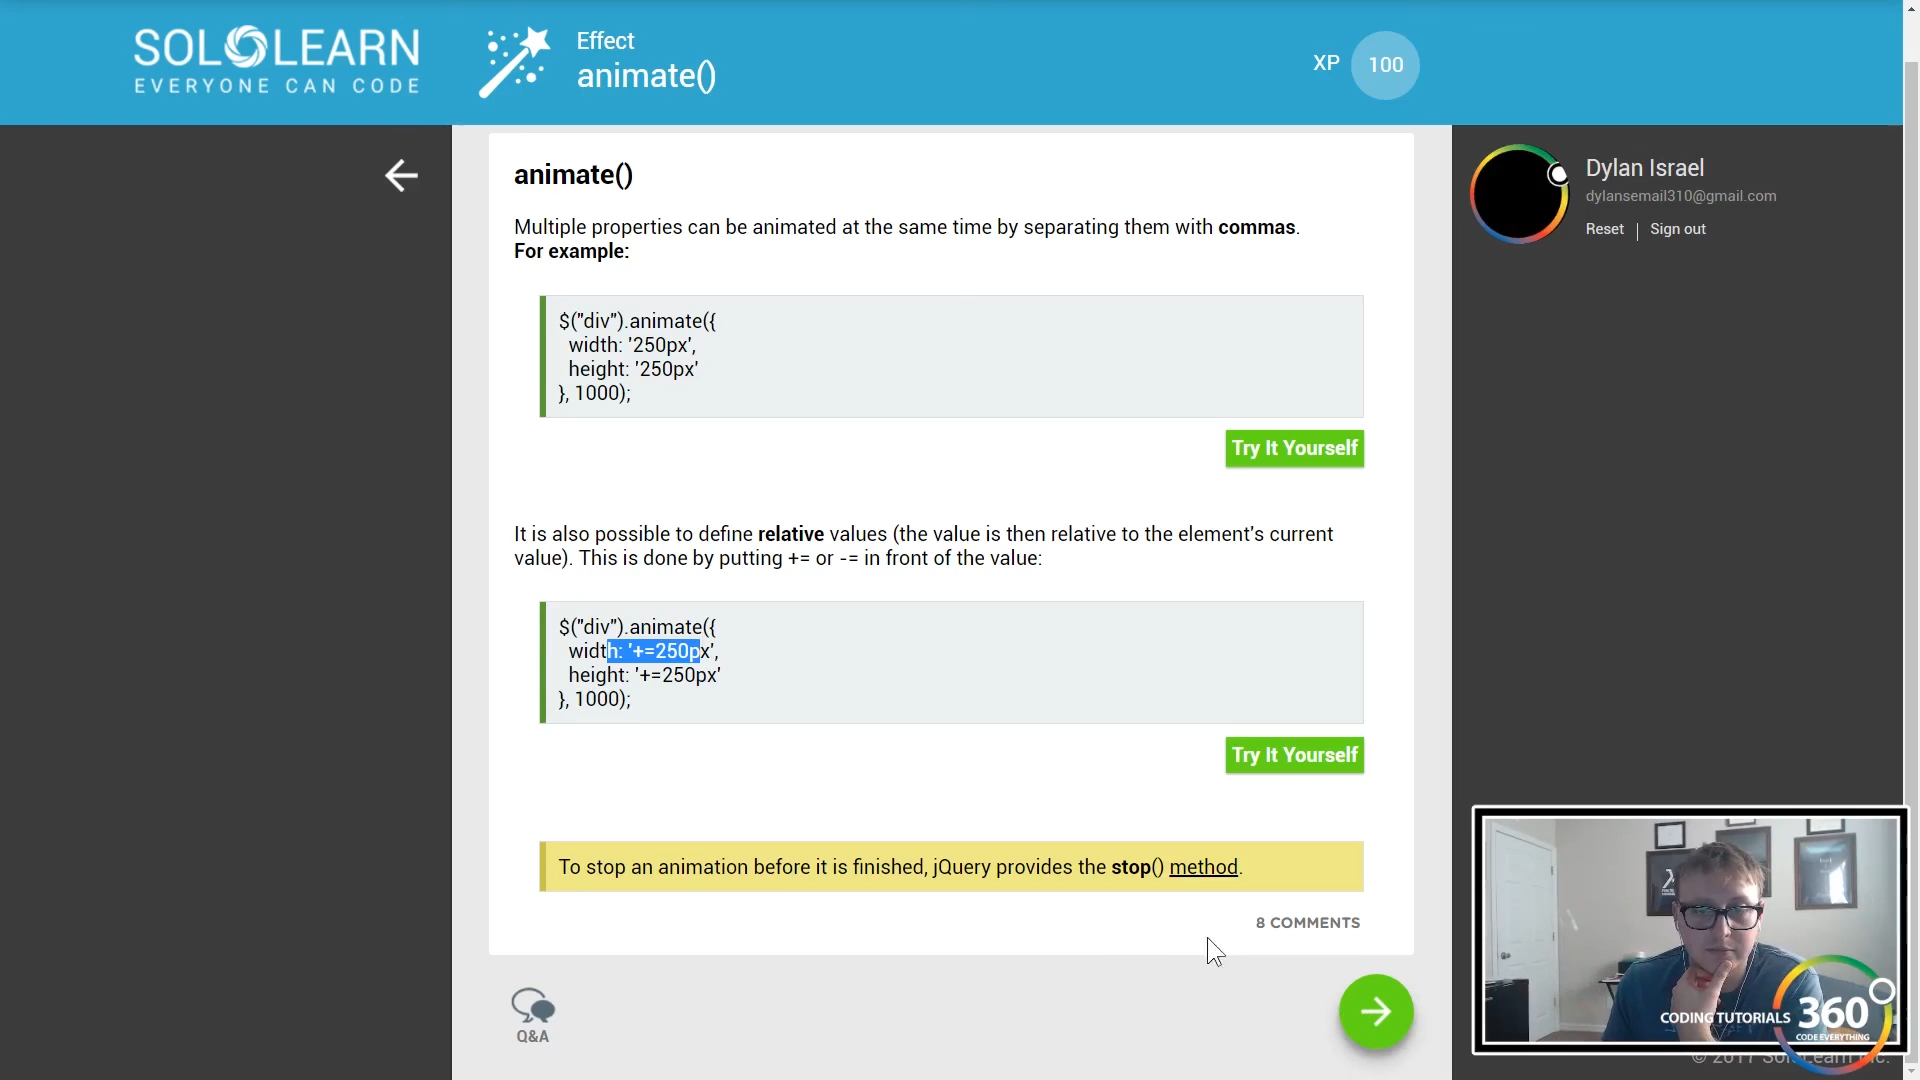 SOLOLEARN
EVERYONE CAN CODE
Effect
animate()
XP 100
Dylan Israel
dylansemail310@gmail.com
Reset | Sign out
animate()
Multiple properties can be animated at the same time by separating them with commas.
For example:
$("div").animate({
width: '250px',
height: '250px'
}, 1000);
Try It Yourself
It is also possible to define relative values (the value is then relative to the element's current
value). This is done by putting += or -= in front of the value:
$("div").animate({
width: '+=250px',
height: '+=250px'
}, 1000);
Try It Yourself
To stop an animation before it is finished, jQuery provides the stop() method.
8 COMMENTS
Q&A
CODING TUTORIALS 360
CODE EVERYTHING
© 2017 SoloLearn Inc.